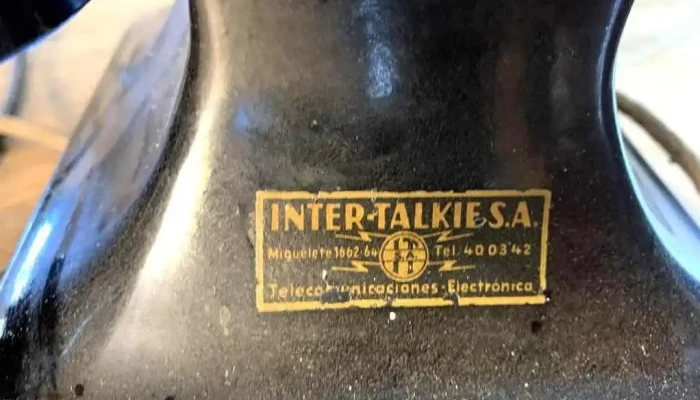 INTER-TALKIE S.A.
Miguelete 1662-64 I.T. S.A. Tel. 40 03 42
Telecomunicaciones-Electrónica